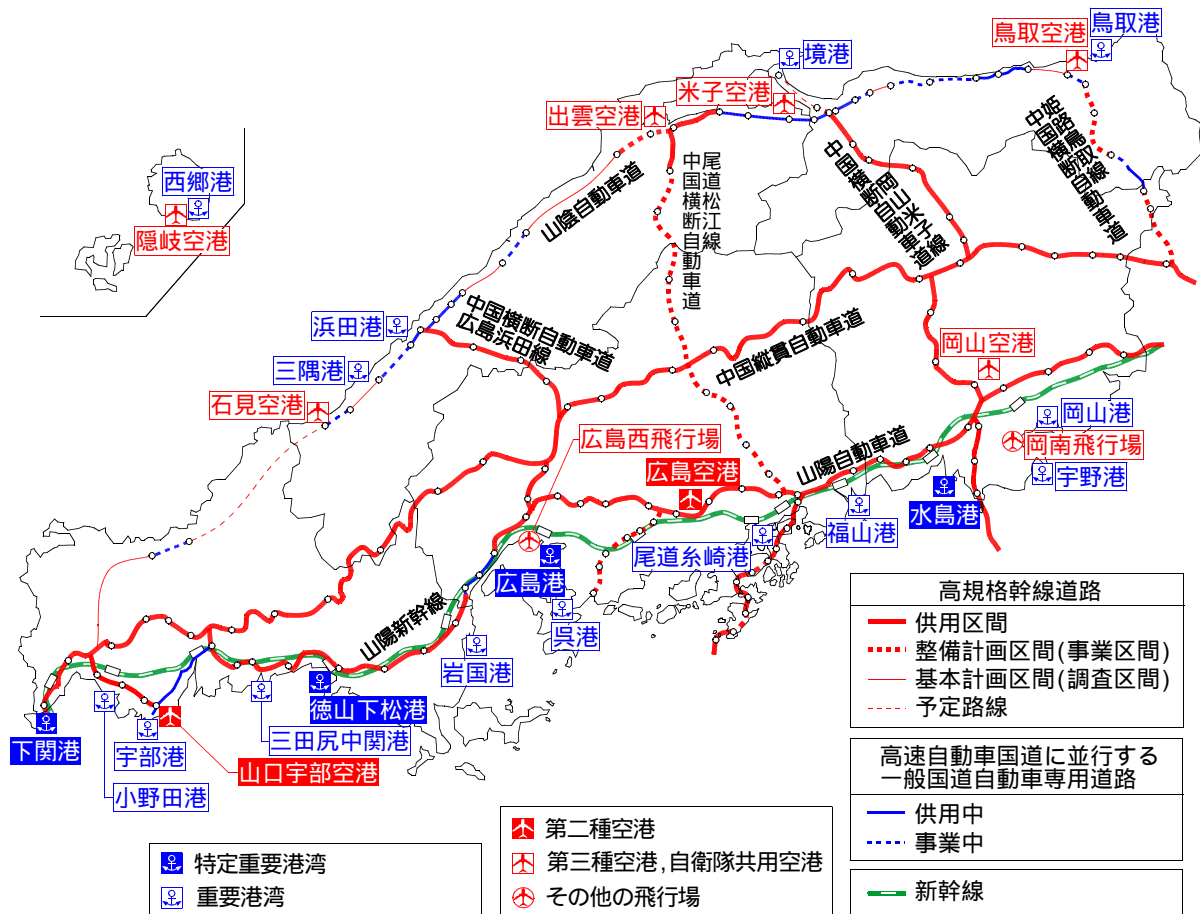 鳥取空港
鳥取港
境港
米子空港
出雲空港
西郷港
隠岐空港
中国横断自動車道
姫路鳥取線
中国横断自動車道
岡山米子線
中国横断自動車道
尾道松江線
山陰自動車道
浜田港
中国横断自動車道
広島浜田線
三隅港
石見空港
中国縦貫自動車道
岡山空港
岡山港
岡南飛行場
宇野港
広島西飛行場
広島空港
山陽自動車道
水島港
福山港
尾道糸崎港
広島港
呉港
山陽新幹線
岩国港
徳山下松港
三田尻中関港
下関港
宇部港
山口宇部空港
小野田港
高規格幹線道路
供用区間
整備計画区間(事業区間)
基本計画区間(調査区間)
予定路線
高速自動車国道に並行する
一般国道自動車専用道路
供用中
事業中
新幹線
第二種空港
第三種空港,自衛隊共用空港
その他の飛行場
特定重要港湾
重要港湾